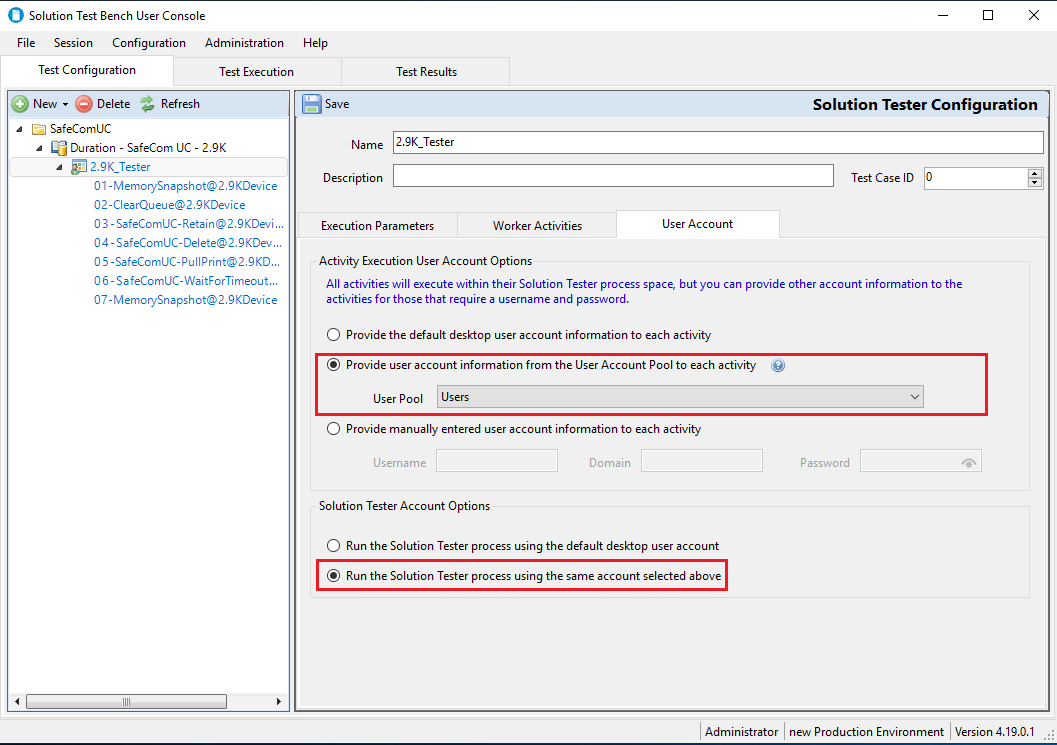 Solution Test Bench User Console
File Session Configuration Administration Help
Test Configuration Test Execution Test Results
New Delete Refresh
SafeComUC
Duration - SafeCom UC - 2.9K
2.9K_Tester
01-MemorySnapshot@2.9KDevice
02-ClearQueue@2.9KDevice
03-SafeComUC-Retain@2.9KDevi...
04-SafeComUC-Delete@2.9KDev...
05-SafeComUC-PullPrint@2.9KD...
06-SafeComUC-WaitForTimeout...
07-MemorySnapshot@2.9KDevice
Save Solution Tester Configuration
Name 2.9K_Tester
Description Test Case ID 0
Execution Parameters Worker Activities User Account
Activity Execution User Account Options
All activities will execute within their Solution Tester process space, but you can provide other account information to the
activities for those that require a username and password.
Provide the default desktop user account information to each activity
Provide user account information from the User Account Pool to each activity ?
User Pool Users
Provide manually entered user account information to each activity
Username Domain Password
Solution Tester Account Options
Run the Solution Tester process using the default desktop user account
Run the Solution Tester process using the same account selected above
Administrator new Production Environment Version 4.19.0.1